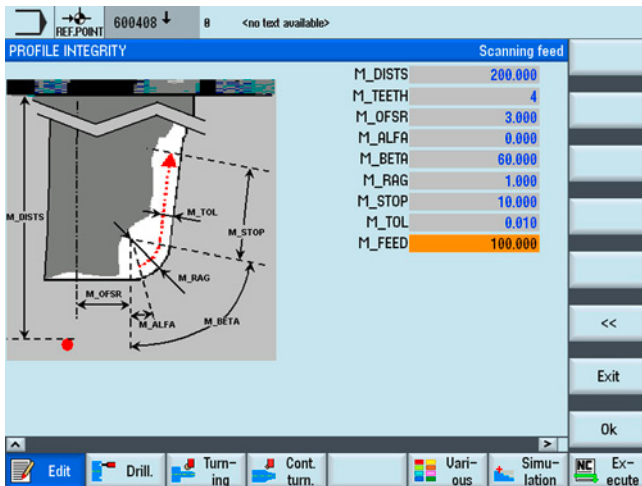 REF.POINT
600408
8
<no text available>
PROFILE INTEGRITY
Scanning feed
M_DISTS 200.000
M_TEETH 4
M_OFSR 3.000
M_ALFA 0.000
M_BETA 60.000
M_RAG 1.000
M_STOP 10.000
M_TOL 0.010
M_FEED 100.000
M_DISTS
M_TOL
M_STOP
M_RAG
M_OFSR
M_ALFA
M_BETA
<<
Exit
Ok
Edit
Drill.
Turn-
ing
Cont.
turn.
Vari-
ous
Simu-
lation
NC
Ex-
ecute